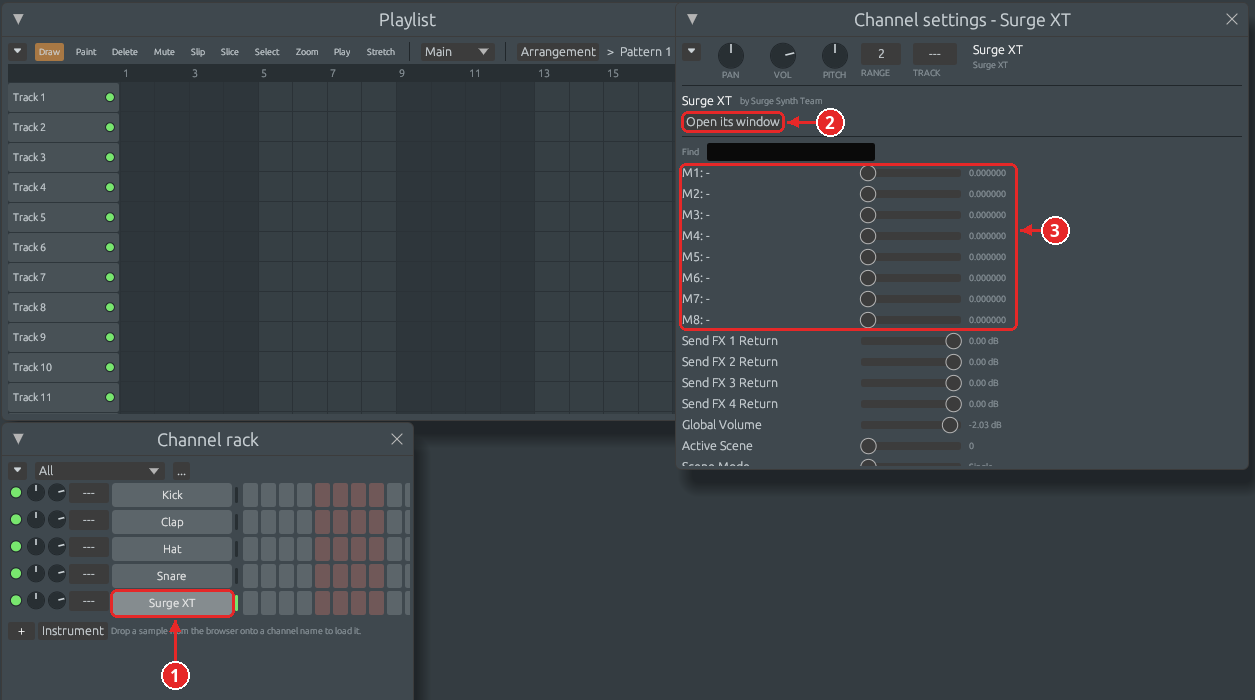 Playlist
Draw Paint Delete Mute Slip Slice Select Zoom Play Stretch Main Arrangement > Pattern 1
1 3 5 7 9 11 13 15
Track 1
Track 2
Track 3
Track 4
Track 5
Track 6
Track 7
Track 8
Track 9
Track 10
Track 11
Channel rack
All ...
--- Kick
--- Clap
--- Hat
--- Snare
--- Surge XT
+ Instrument Drop a sample from the browser onto a channel name to load it.
1
Channel settings - Surge XT
2 --- Surge XT
PAN VOL PITCH RANGE TRACK Surge XT
Surge XT by Surge Synth Team
Open its window 2
Find
M1: - 0.000000
M2: - 0.000000
M3: - 0.000000
M4: - 0.000000
3
M5: - 0.000000
M6: - 0.000000
M7: - 0.000000
M8: - 0.000000
Send FX 1 Return 0.00 dB
Send FX 2 Return 0.00 dB
Send FX 3 Return 0.00 dB
Send FX 4 Return 0.00 dB
Global Volume -2.03 dB
Active Scene 0
Scene Mode Single